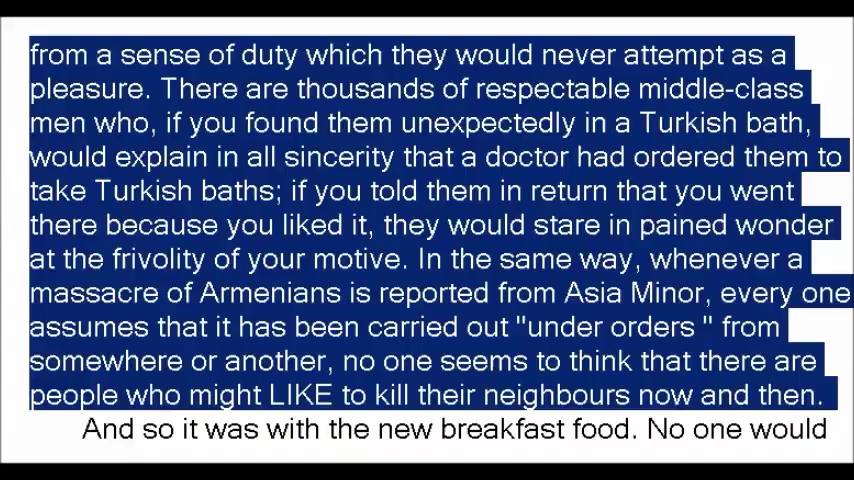 from a sense of duty which they would never attempt as a
pleasure. There are thousands of respectable middle-class
men who, if you found them unexpectedly in a Turkish bath,
would explain in all sincerity that a doctor had ordered them to
take Turkish baths; if you told them in return that you went
there because you liked it, they would stare in pained wonder
at the frivolity of your motive. In the same way, whenever a
massacre of Armenians is reported from Asia Minor, every one
assumes that it has been carried out "under orders " from
somewhere or another, no one seems to think that there are
people who might LIKE to kill their neighbours now and then.
And so it was with the new breakfast food. No one would